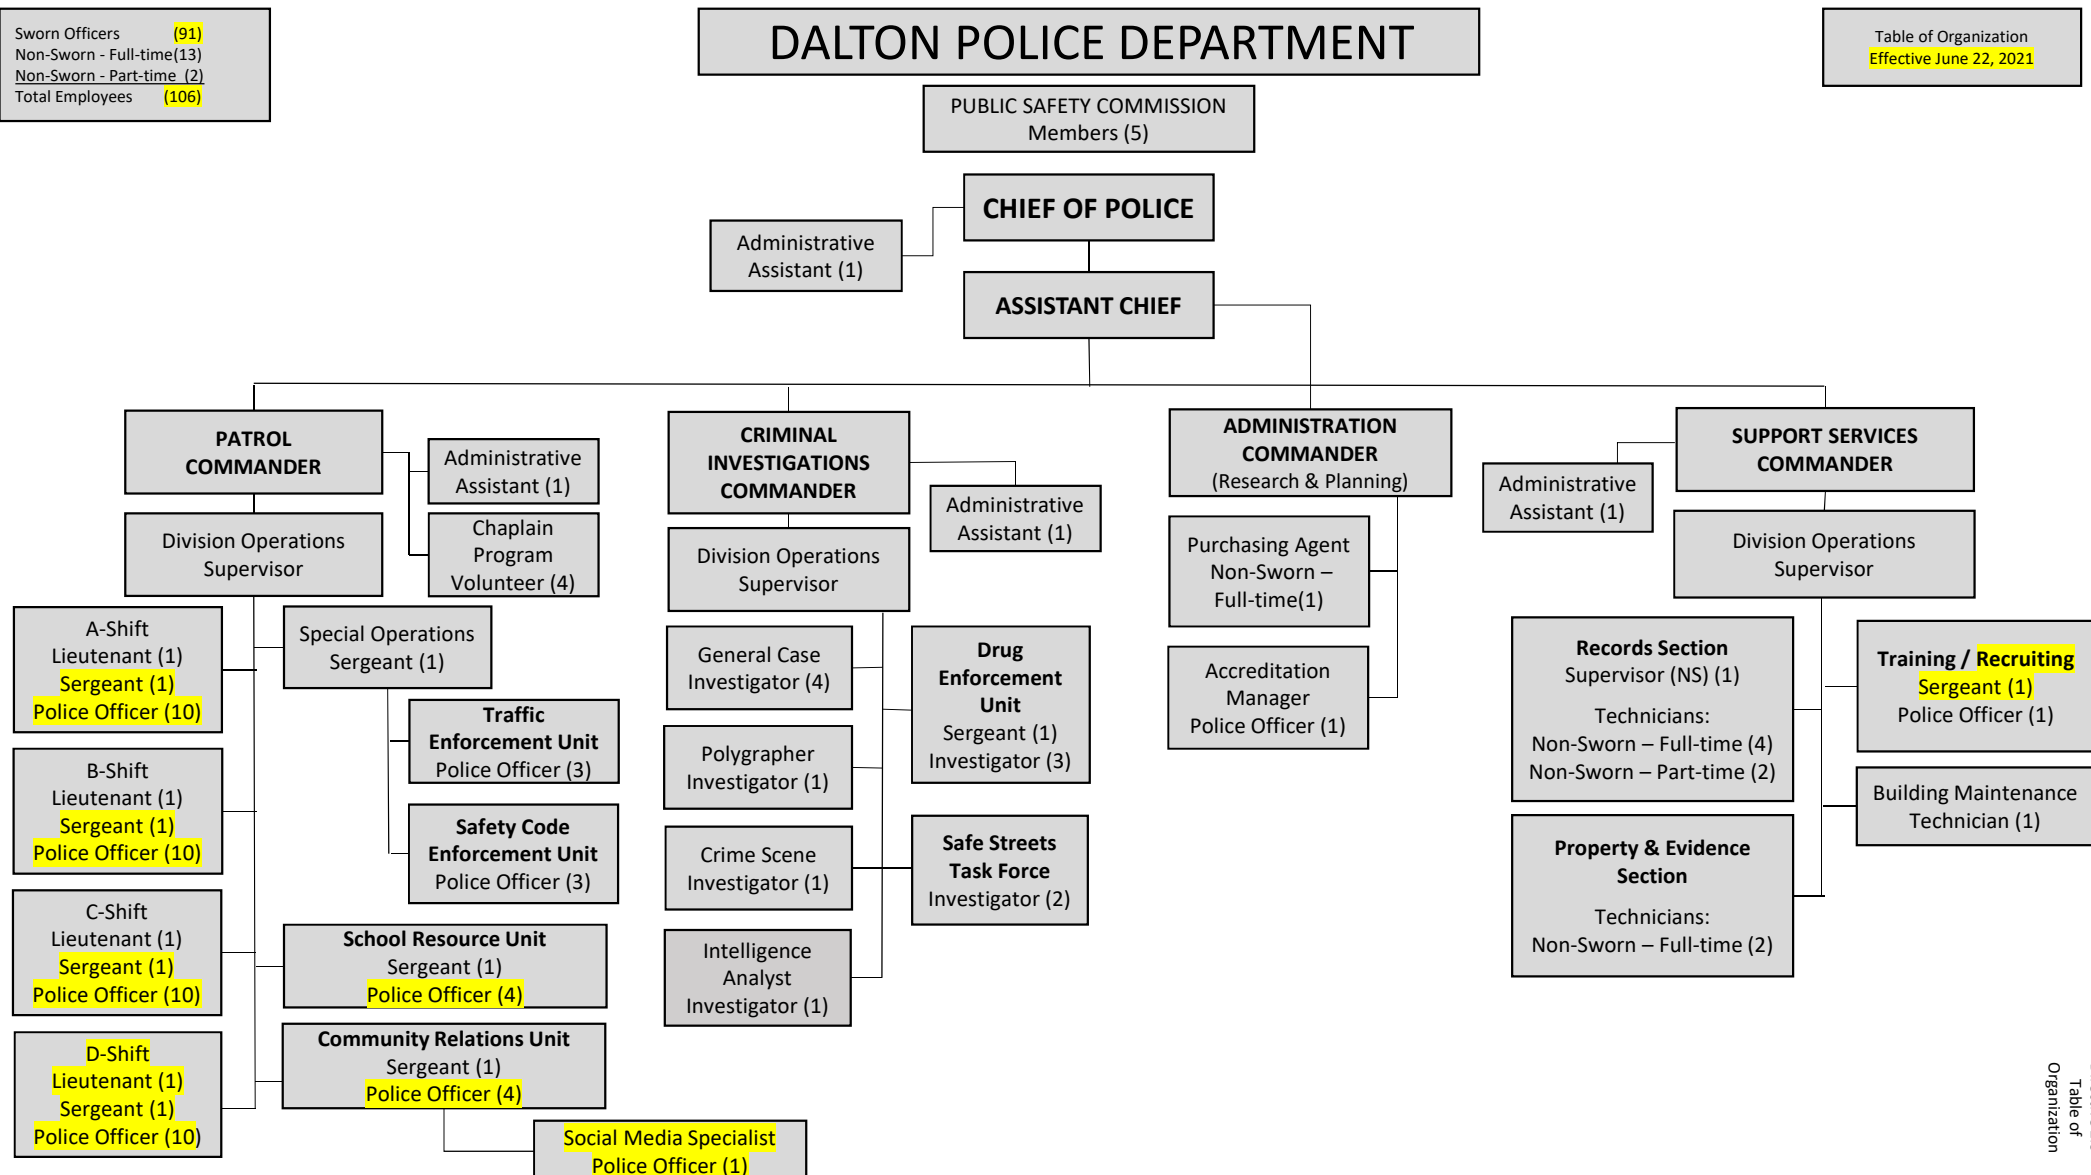 Sworn Officers (91)
Non-Sworn - Full-time(13)
Non-Sworn - Part-time (2)
Total Employees (106)
DALTON POLICE DEPARTMENT
Table of Organization
Effective June 22, 2021
PUBLIC SAFETY COMMISSION
Members (5)
CHIEF OF POLICE
Administrative
Assistant (1)
ASSISTANT CHIEF
PATROL
COMMANDER
Administrative
Assistant (1)
Chaplain
Program
Volunteer (4)
Division Operations
Supervisor
A-Shift
Lieutenant (1)
Sergeant (1)
Police Officer (10)
B-Shift
Lieutenant (1)
Sergeant (1)
Police Officer (10)
C-Shift
Lieutenant (1)
Sergeant (1)
Police Officer (10)
D-Shift
Lieutenant (1)
Sergeant (1)
Police Officer (10)
Special Operations
Sergeant (1)
Traffic
Enforcement Unit
Police Officer (3)
Safety Code
Enforcement Unit
Police Officer (3)
School Resource Unit
Sergeant (1)
Police Officer (4)
Community Relations Unit
Sergeant (1)
Police Officer (4)
Social Media Specialist
Police Officer (1)
CRIMINAL
INVESTIGATIONS
COMMANDER
Administrative
Assistant (1)
Division Operations
Supervisor
General Case
Investigator (4)
Polygrapher
Investigator (1)
Crime Scene
Investigator (1)
Intelligence
Analyst
Investigator (1)
Drug
Enforcement
Unit
Sergeant (1)
Investigator (3)
Safe Streets
Task Force
Investigator (2)
ADMINISTRATION
COMMANDER
(Research & Planning)
Purchasing Agent
Non-Sworn –
Full-time(1)
Accreditation
Manager
Police Officer (1)
SUPPORT SERVICES
COMMANDER
Administrative
Assistant (1)
Division Operations
Supervisor
Records Section
Supervisor (NS) (1)
Technicians:
Non-Sworn – Full-time (4)
Non-Sworn – Part-time (2)
Property & Evidence
Section
Technicians:
Non-Sworn – Full-time (2)
Training / Recruiting
Sergeant (1)
Police Officer (1)
Building Maintenance
Technician (1)
Table of
Organization